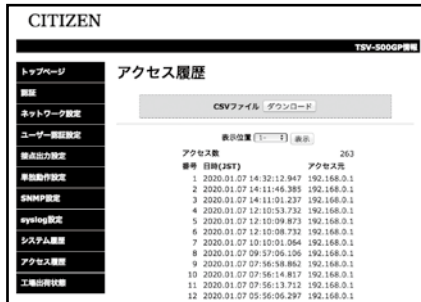 CITIZEN
TSV-500GP情報
トップページ
認証
ネットワーク設定
ユーザー認証設定
接点出力設定
単独動作設定
SNMP設定
syslog設定
システム履歴
アクセス履歴
工場出荷状態
アクセス履歴
CSVファイル ダウンロード
表示位置 1- 表示
アクセス数 263
番号 日時(JST) アクセス元
1 2020.01.07 14:32:12.947 192.168.0.1
2 2020.01.07 14:11:46.385 192.168.0.1
3 2020.01.07 14:11:01.237 192.168.0.1
4 2020.01.07 12:10:53.732 192.168.0.1
5 2020.01.07 12:10:09.873 192.168.0.1
6 2020.01.07 12:10:08.732 192.168.0.1
7 2020.01.07 10:10:01.064 192.168.0.1
8 2020.01.07 09:57:06.106 192.168.0.1
9 2020.01.07 07:56:58.862 192.168.0.1
10 2020.01.07 07:56:14.817 192.168.0.1
11 2020.01.07 07:56:13.712 192.168.0.1
12 2020.01.07 05:56:06.297 192.168.0.1